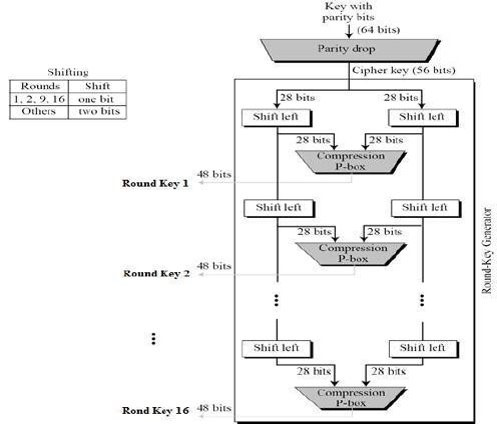 Key with
parity bits
(64 bits)
Parity drop
Cipher key (56 bits)
Shifting
Rounds Shift
1, 2, 9, 16 one bit
Others two bits
28 bits 28 bits
Shift left Shift left
28 bits 28 bits
Compression
P-box
48 bits
Round Key 1
Shift left Shift left
28 bits 28 bits
Compression
P-box
48 bits
Round Key 2
Round-Key Generator
Shift left Shift left
28 bits 28 bits
Compression
P-box
48 bits
Rond Key 16